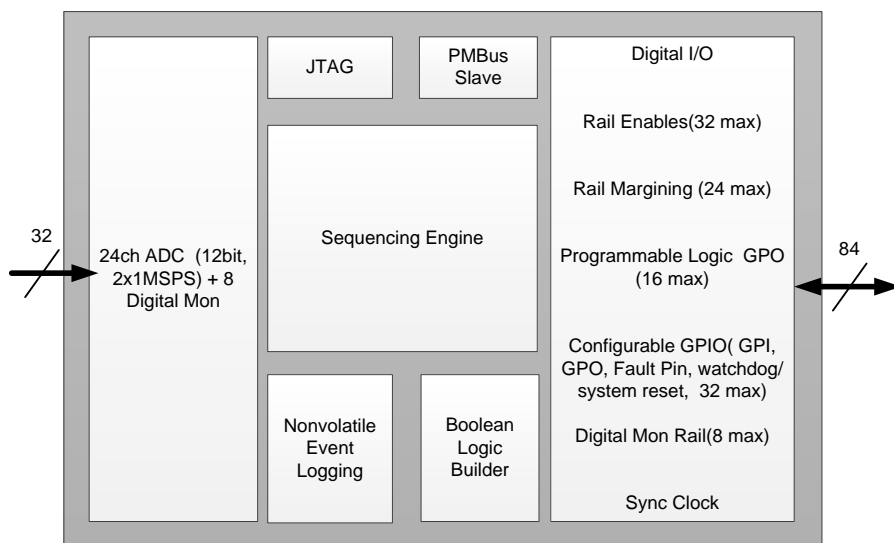 32
24ch ADC (12bit,
2x1MSPS) + 8
Digital Mon
JTAG
PMBus
Slave
Sequencing Engine
Nonvolatile
Event
Logging
Boolean
Logic
Builder
Digital I/O
Rail Enables(32 max)
Rail Margining (24 max)
Programmable Logic GPO
(16 max)
Configurable GPIO( GPI,
GPO, Fault Pin, watchdog/
system reset, 32 max)
Digital Mon Rail(8 max)
Sync Clock
84